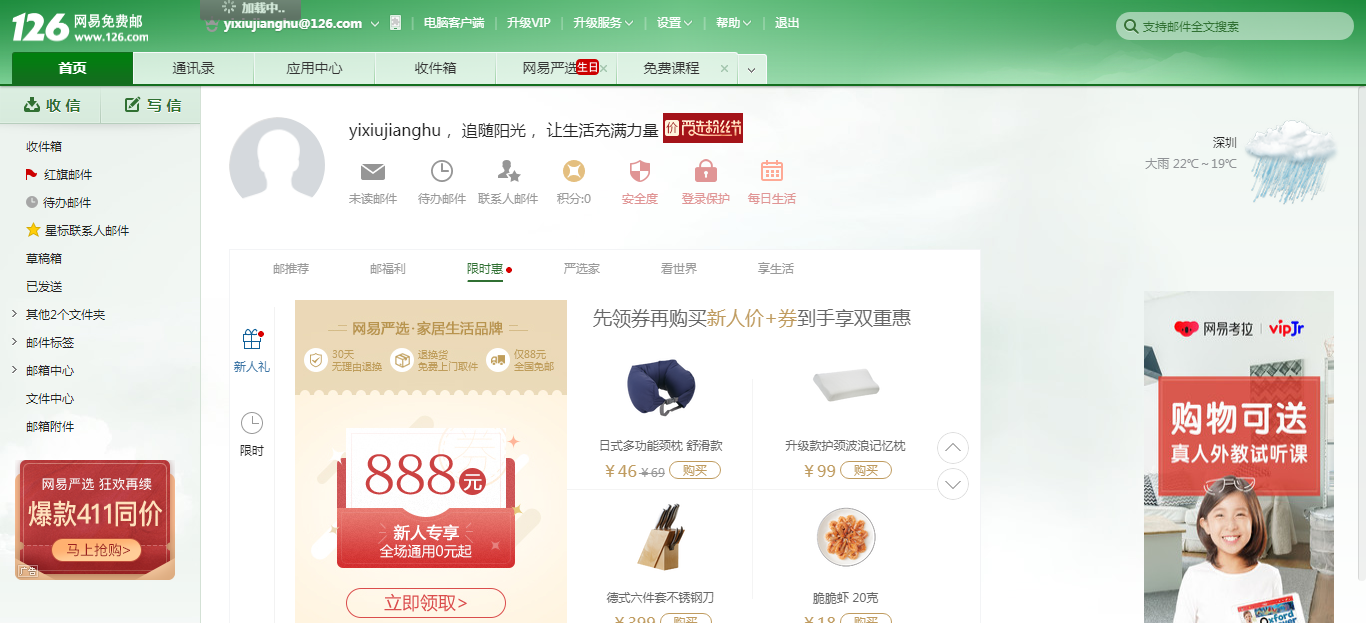 126 网易免费邮
www.126.com
加载中..
yixiujianghu@126.com
电脑客户端 | 升级VIP | 升级服务 | 设置 | 帮助 | 退出
支持邮件全文搜索
首页 通讯录 应用中心 收件箱 网易严选 生日 × 免费课程 ×
收 信 写 信
收件箱
红旗邮件
待办邮件
星标联系人邮件
草稿箱
已发送
其他2个文件夹
邮件标签
邮箱中心
文件中心
邮箱附件
网易严选 狂欢再续
爆款411同价
马上抢购>
广告
yixiujianghu， 追随阳光， 让生活充满力量
价 严选粉丝节
未读邮件 待办邮件 联系人邮件 积分:0 安全度 登录保护 每日生活
深圳
大雨 22℃～19℃
邮推荐 邮福利 限时惠 严选家 看世界 享生活
新人礼
限时
网易严选·家居生活品牌
30天
无理由退换
退换货
免费上门取件
仅88元
全国免邮
888元
新人专享
全场通用0元起
立即领取>
先领券再购买新人价+券到手享双重惠
日式多功能颈枕 舒滑款
¥46 ¥69 购买
升级款护颈波浪记忆枕
¥99 购买
德式六件套不锈钢刀
¥399 购买
脆脆虾 20克
¥18 购买
网易考拉 | vipJr
购物可送
真人外教试听课
Oxford